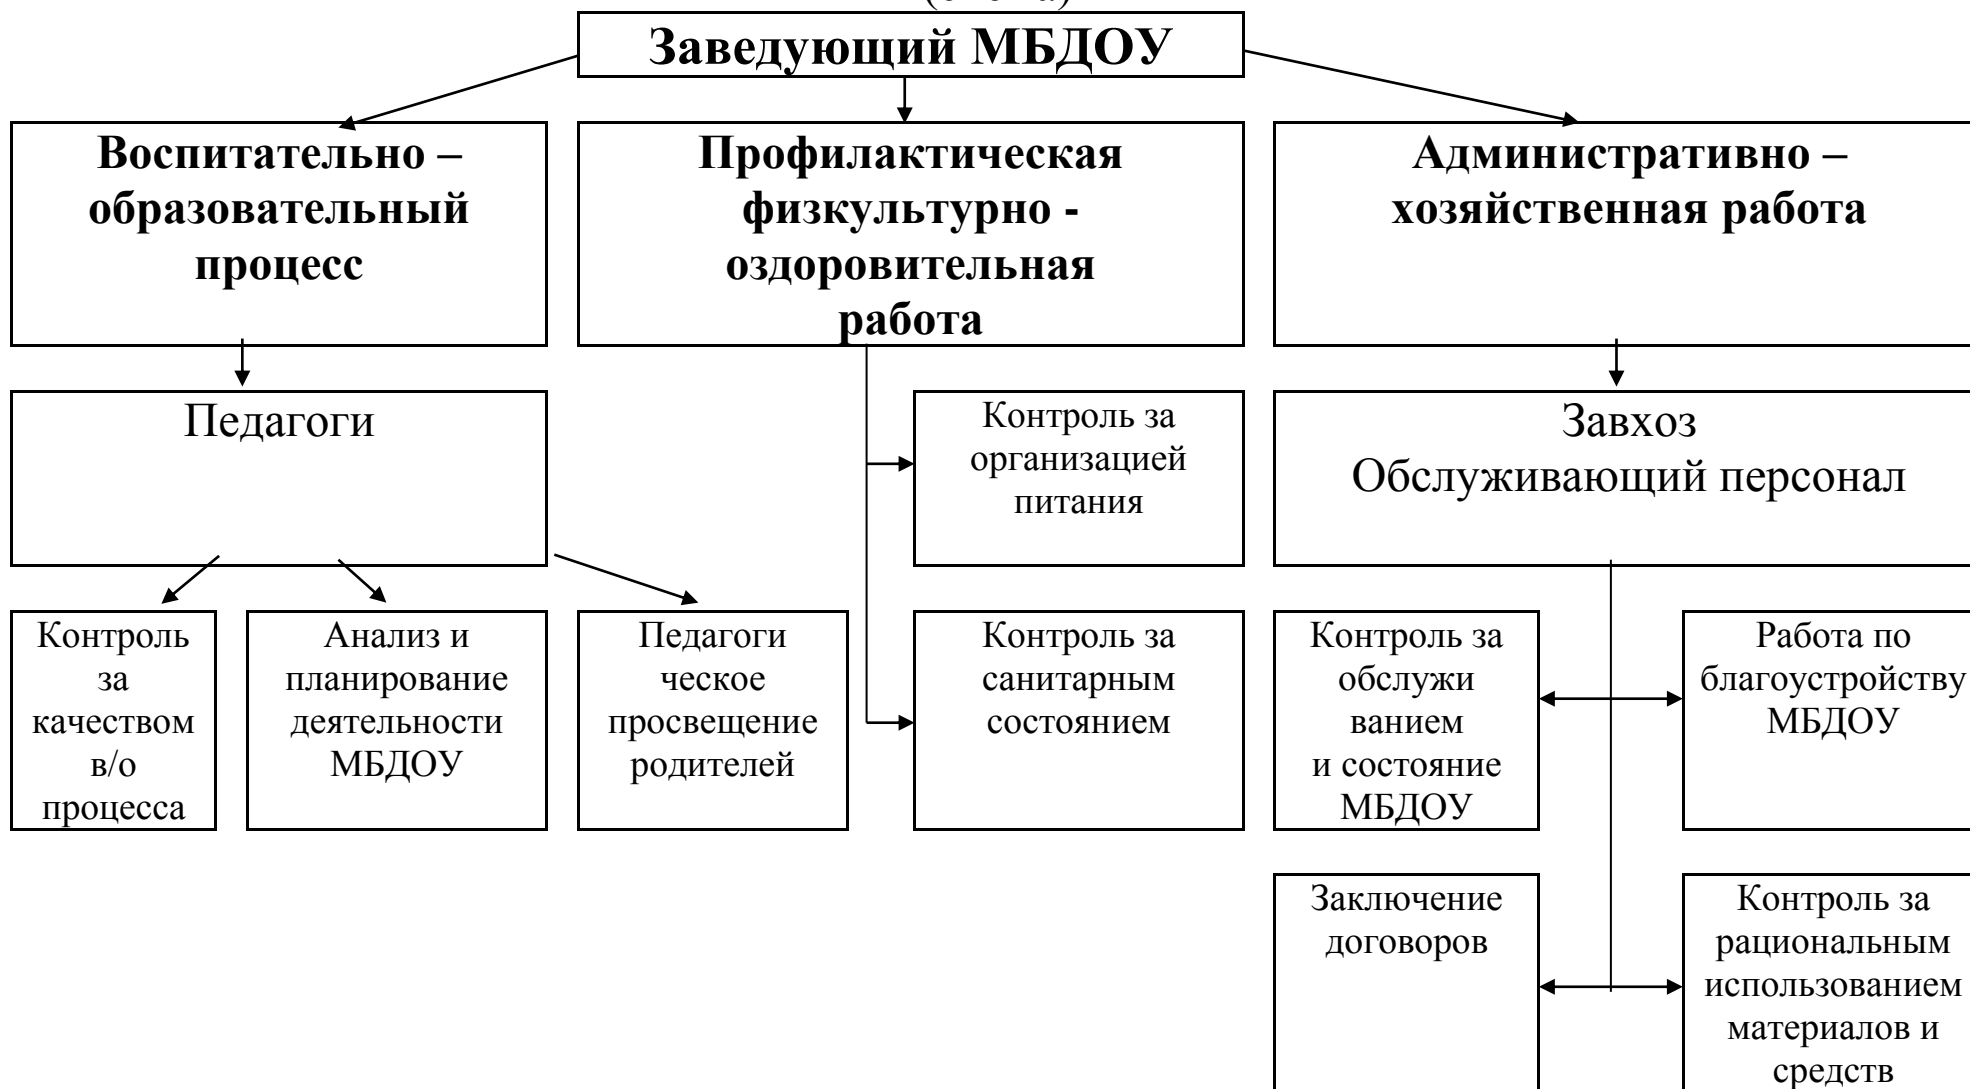 Заведующий МБДОУ
Воспитательно –
образовательный
процесс
Профилактическая
физкультурно -
оздоровительная
работа
Административно –
хозяйственная работа
Педагоги
Контроль за
организацией
питания
Завхоз
Обслуживающий персонал
Контроль
за
качеством
в/о
процесса
Анализ и
планирование
деятельности
МБДОУ
Педагоги
ческое
просвещение
родителей
Контроль за
санитарным
состоянием
Контроль за
обслужи
ванием
и состояние
МБДОУ
Работа по
благоустройству
МБДОУ
Заключение
договоров
Контроль за
рациональным
использованием
материалов и
средств